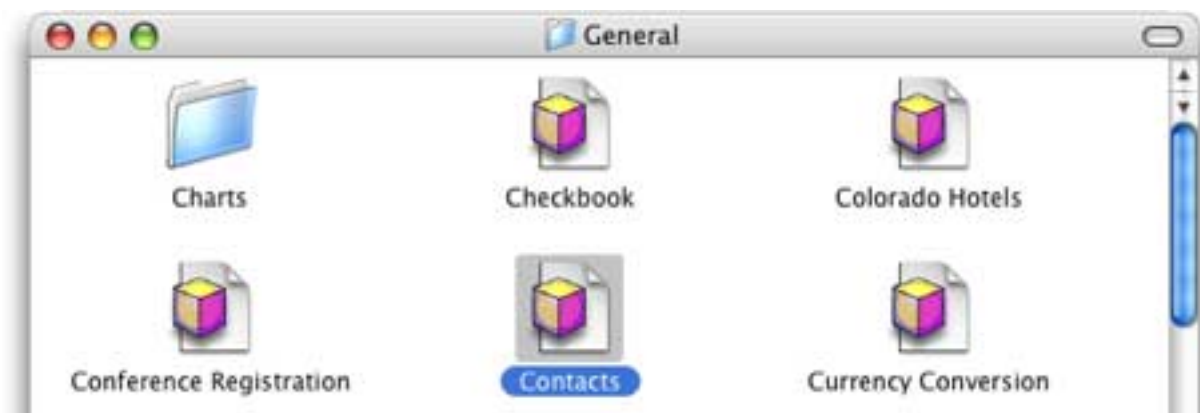 General
Charts
Checkbook
Colorado Hotels
Conference Registration
Contacts
Currency Conversion